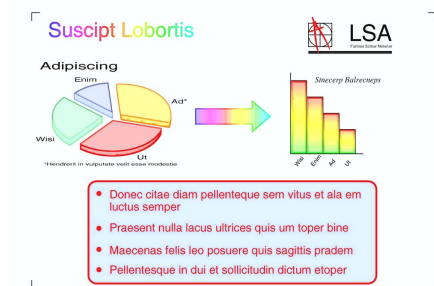 Suscipt Lobortis
LSA
Adipiscing
Enim
Ad*
Wisi
Ut
*Hendrerit in vulputate velit esse modestie
Smecerp Balrecneps
Wisi
Enim
Ad
Ut
• Donec citae diam pellenteque sem vitus et ala em
luctus semper
• Praesent nulla lacus ultrices quis um toper bine
• Maecenas felis leo posuere quis sagittis pradem
• Pellentesque in dui et sollicitudin dictum etoper